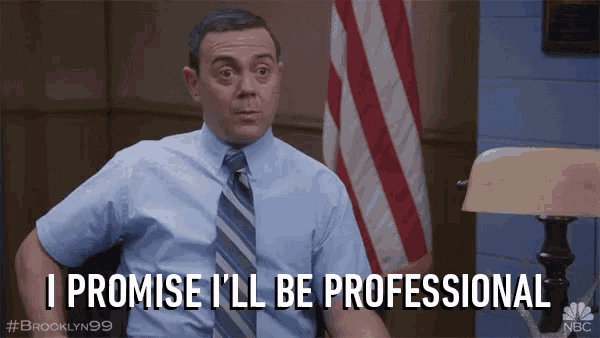 I PROMISE I'LL BE PROFESSIONAL
#BROOKLYN99
NBC